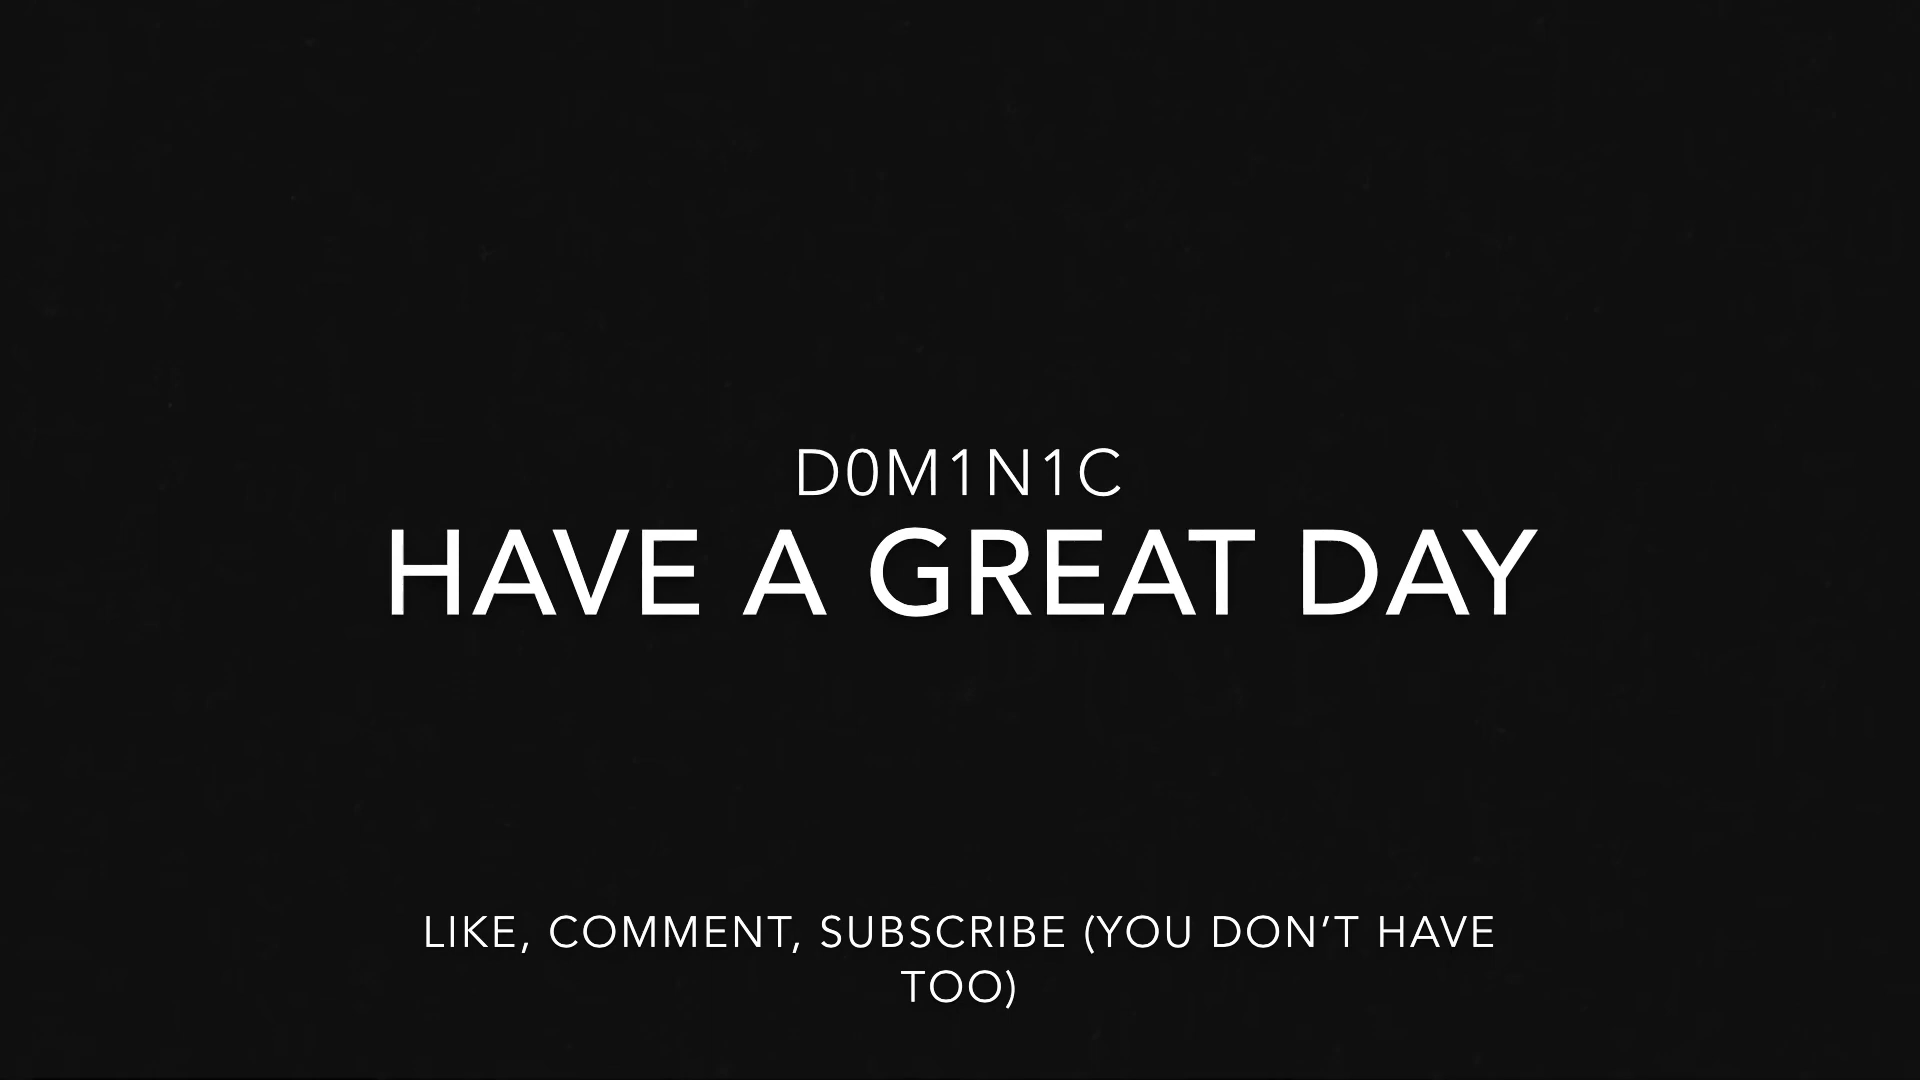 D0M1N1C
HAVE A GREAT DAY
LIKE, COMMENT, SUBSCRIBE (YOU DON’T HAVE
TOO)